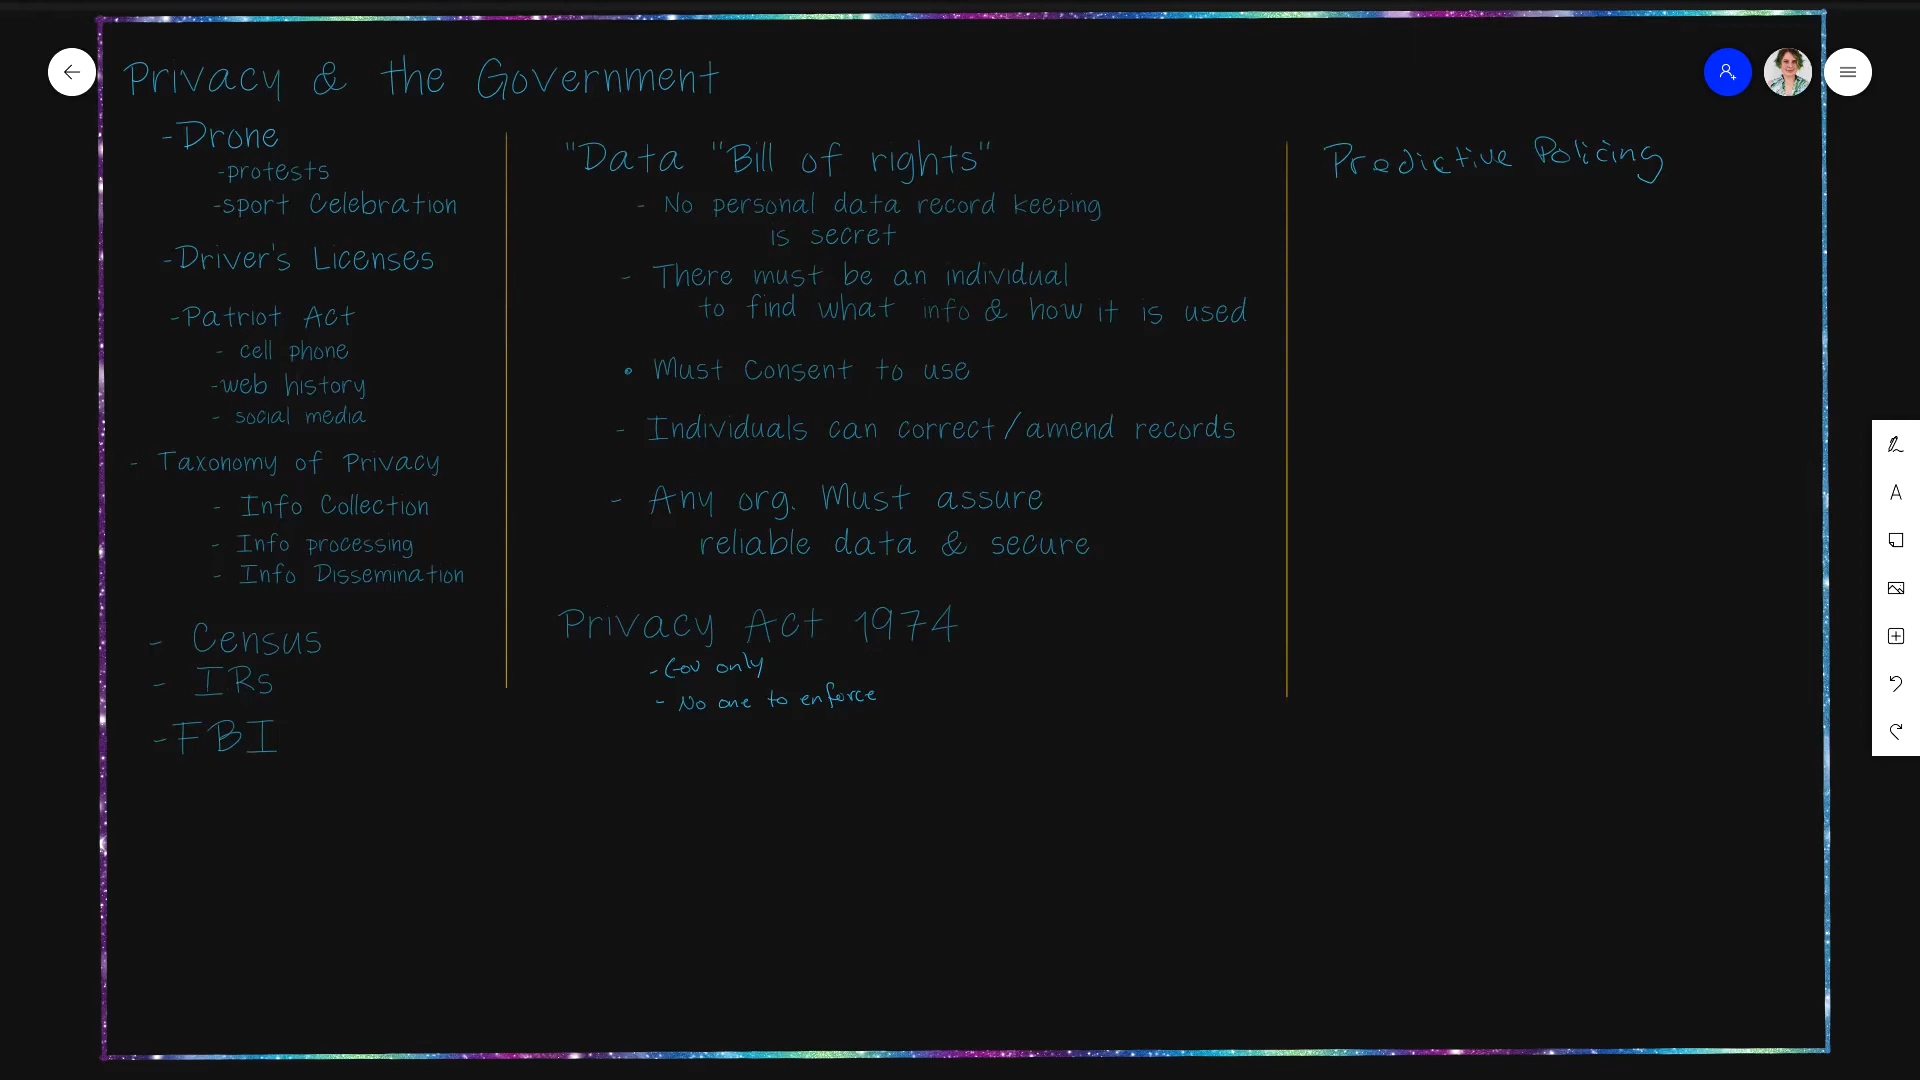 Privacy & the Government
-Drone
-protests
-sport Celebration
-Driver's Licenses
-Patriot Act
- cell phone
-web history
- social media
- Taxonomy of Privacy
- Info Collection
- Info processing
- Info Dissemination
- Census
- IRs
-FBI
"Data "Bill of rights"
- No personal data record keeping
is secret
- There must be an individual
to find what info & how it is used
• Must Consent to use
- Individuals can correct/amend records
- Any org. Must assure
reliable data & secure
Privacy Act 1974
-Gov only
- No one to enforce
Predictive Policing
A